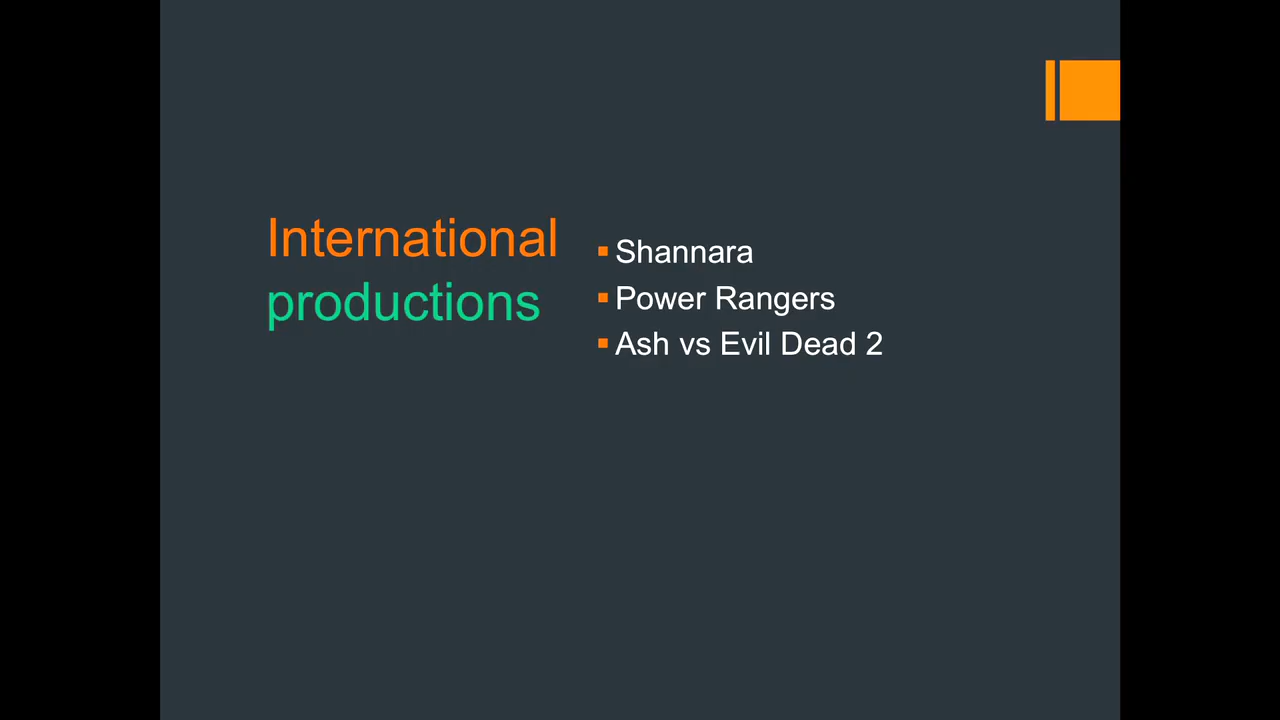 International
productions
Shannara
Power Rangers
Ash vs Evil Dead 2